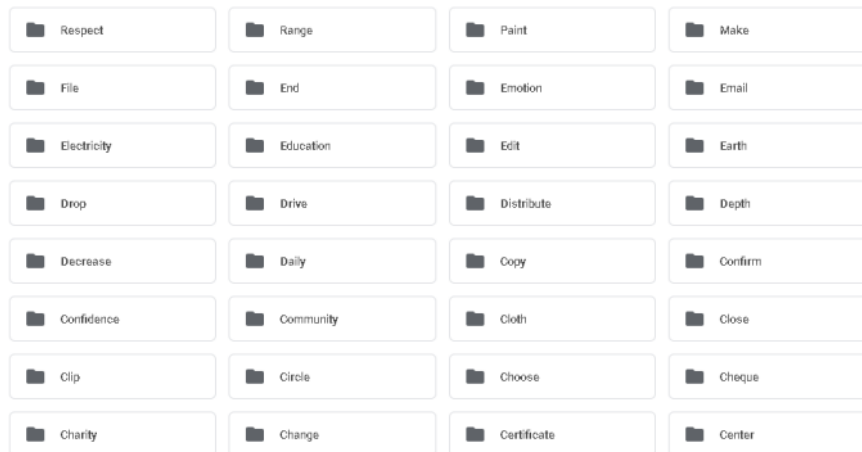 Respect Range Paint Make
File End Emotion Email
Electricity Education Edit Earth
Drop Drive Distribute Depth
Decrease Daily Copy Confirm
Confidence Community Cloth Close
Clip Circle Choose Cheque
Charity Change Certificate Center